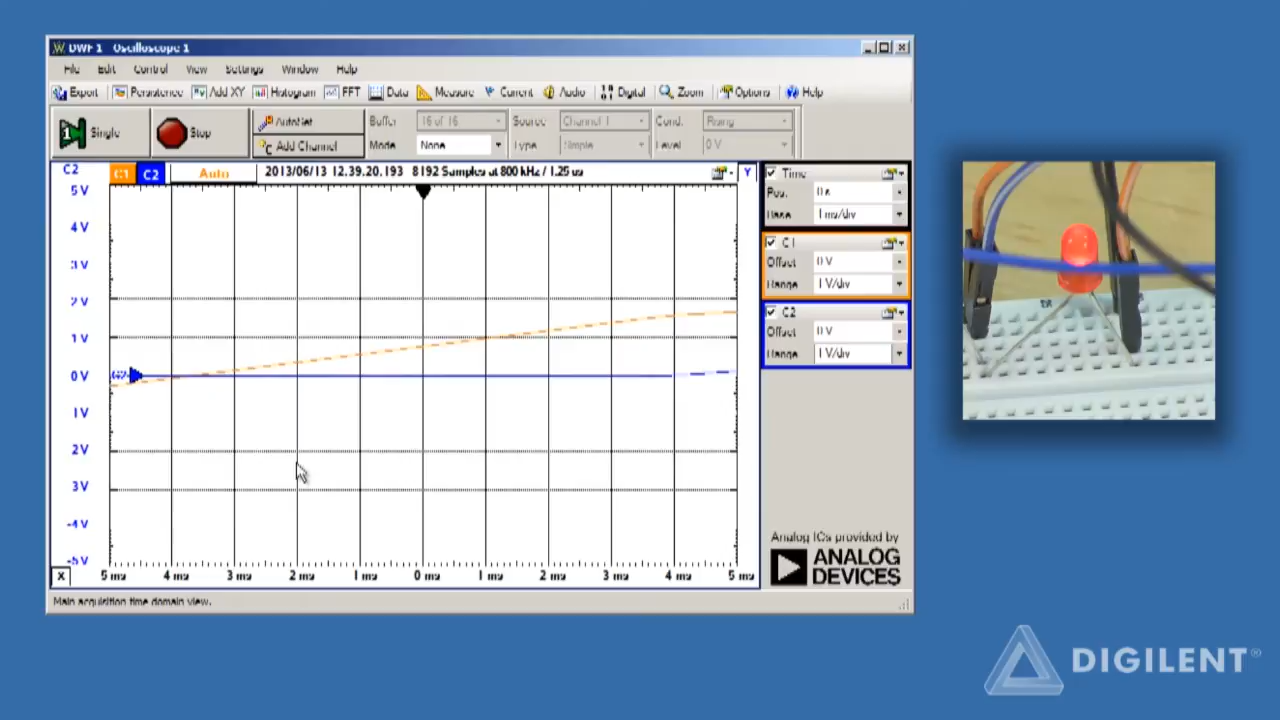 DWF 1 Oscilloscope 1
File Edit Control View Settings Window Help
Export Persistence Add XY Histogram FFT Data Measure Current Audio Digital Zoom Options Help
Single Stop AutoSet Buffer 16 of 16 Source Channel 1 Cond. Rising
Add Channel Mode None Type Simple Level 0 V
C2 C1 C2 Auto 2013/06/13 12.39.20.193 8192 Samples at 800 kHz / 1.25 us Y
5 V
4 V
3 V
2 V
1 V
0 V
1 V
2 V
3 V
-4 V
-5 V
C2
X 5 ms 4 ms 3 ms 2 ms 1 ms 0 ms 1 ms 2 ms 3 ms 4 ms 5 ms
Time
Pos. 0 s
Base 1 ms/div
C1
Offset 0 V
Range 1 V/div
C2
Offset 0 V
Range 1 V/div
Analog ICs provided by
ANALOG
DEVICES
Main acquisition time domain view.
DIGILENT®